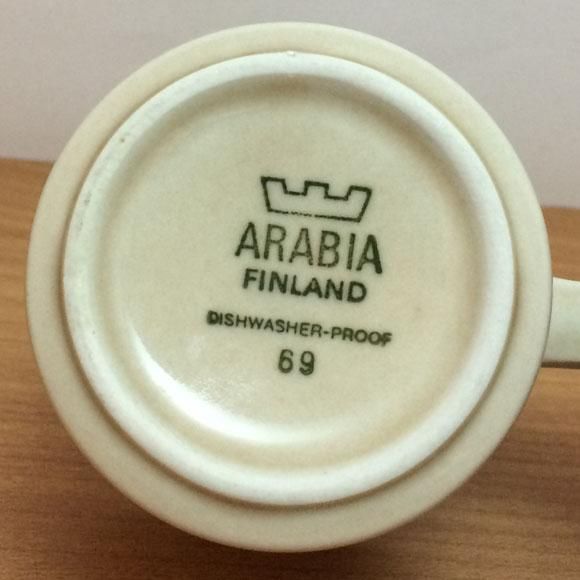 ARABIA
FINLAND
DISHWASHER-PROOF
69